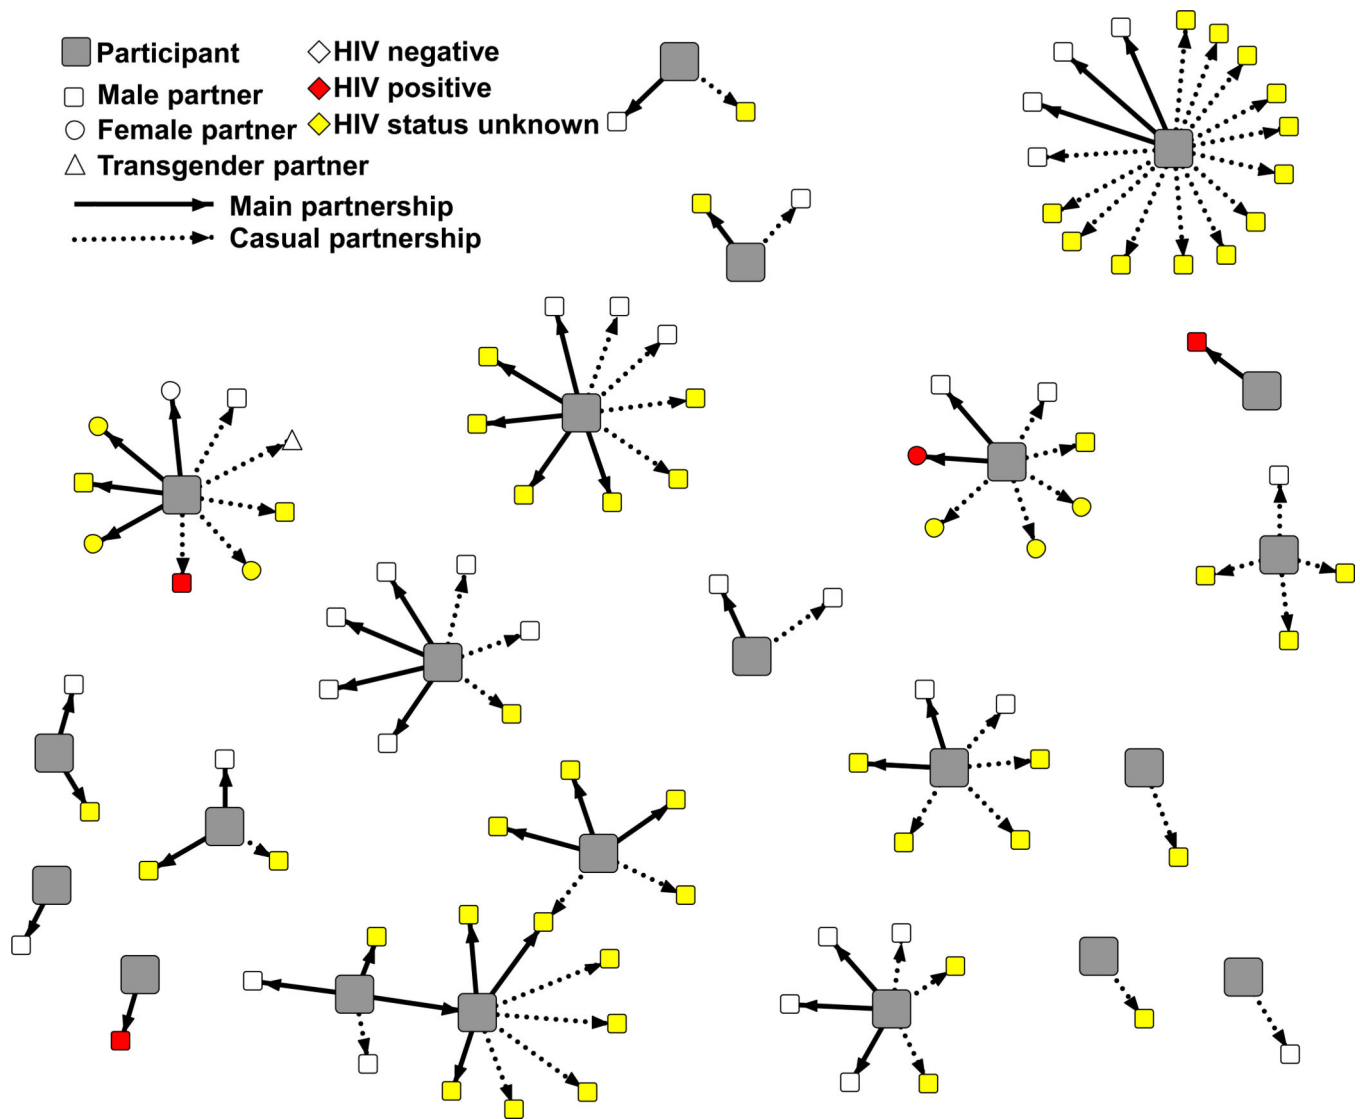 Participant
Male partner
Female partner
Transgender partner
HIV negative
HIV positive
HIV status unknown
Main partnership
Casual partnership